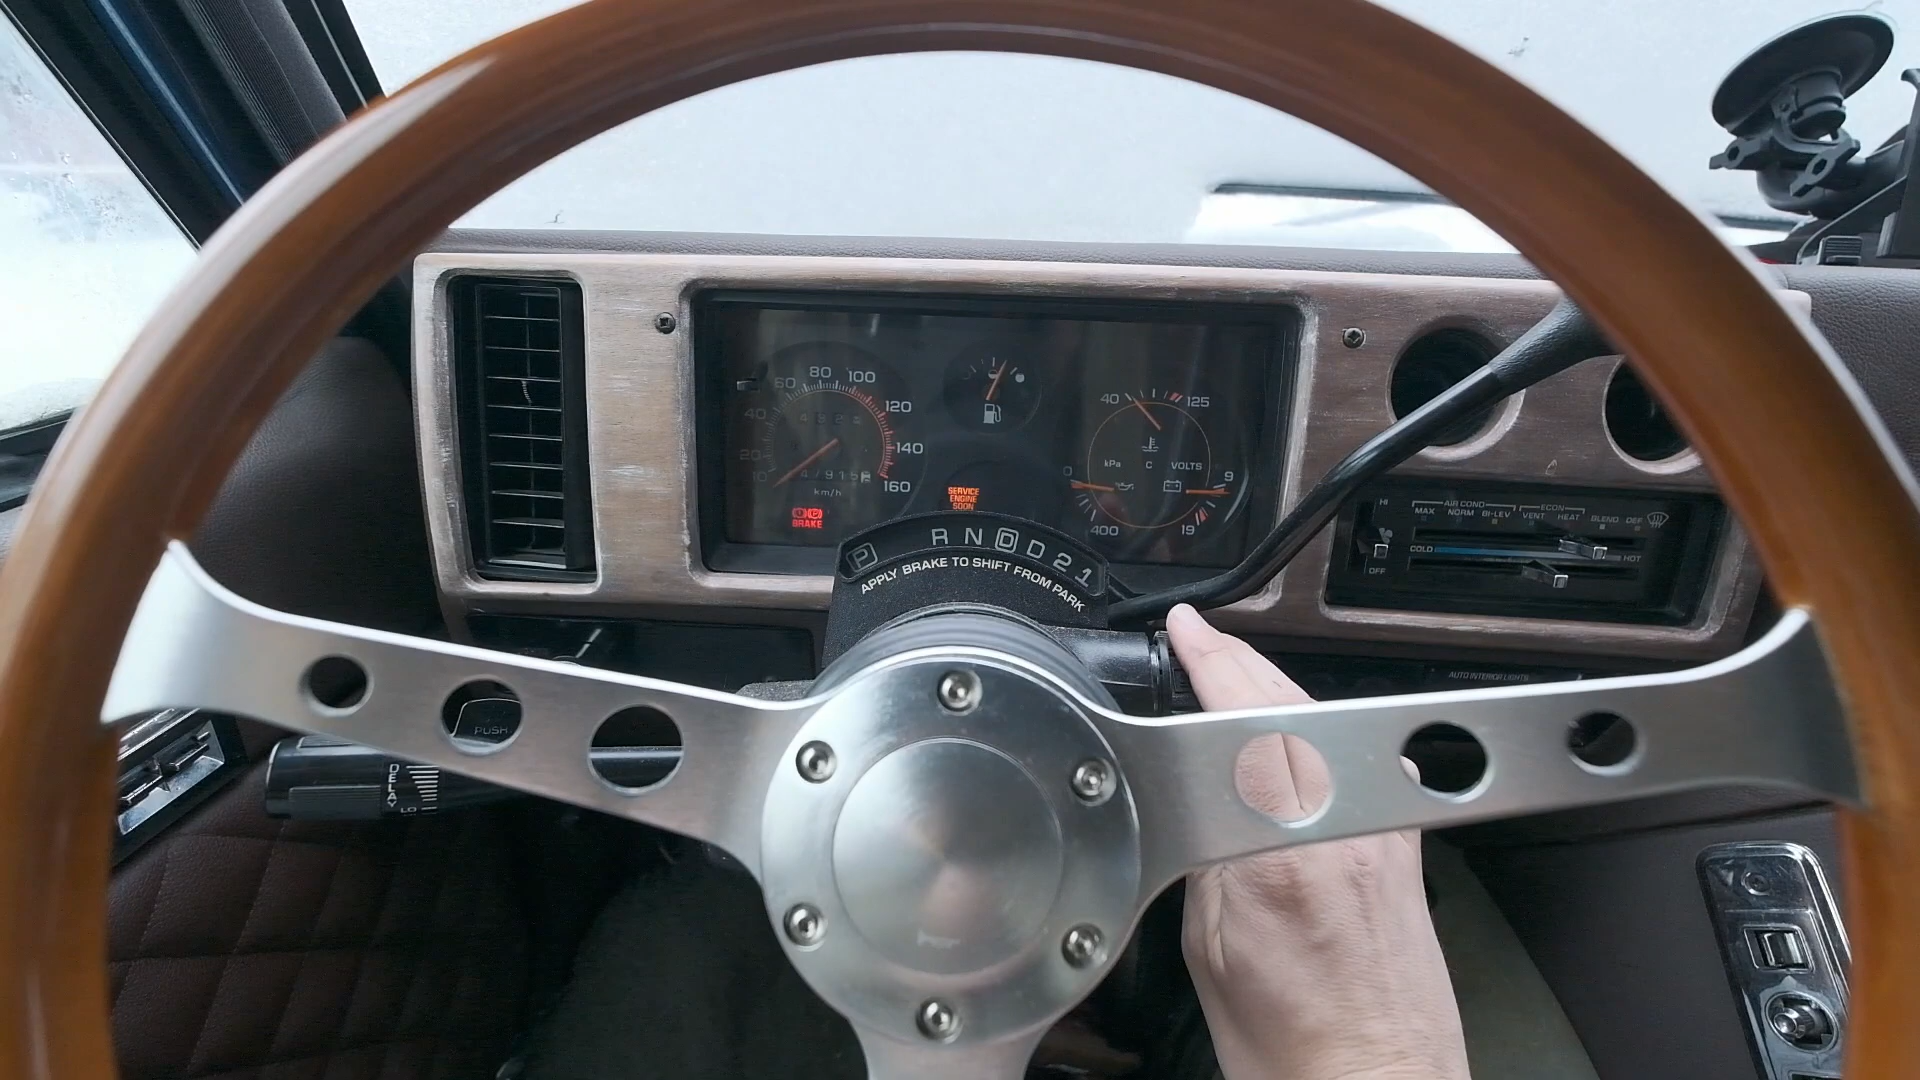 20
40
60
80
100
120
140
160
km/h
BRAKE
SERVICE
ENGINE
SOON
40
125
kPa C VOLTS
0
9
400
19
P R N D D 2 1
APPLY BRAKE TO SHIFT FROM PARK
HI
AIR COND
ECON
MAX NORM BI-LEV VENT HEAT BLEND DEF
COLD HOT
OFF
AUTO INTERIOR LIGHTS
PUSH
DELAY